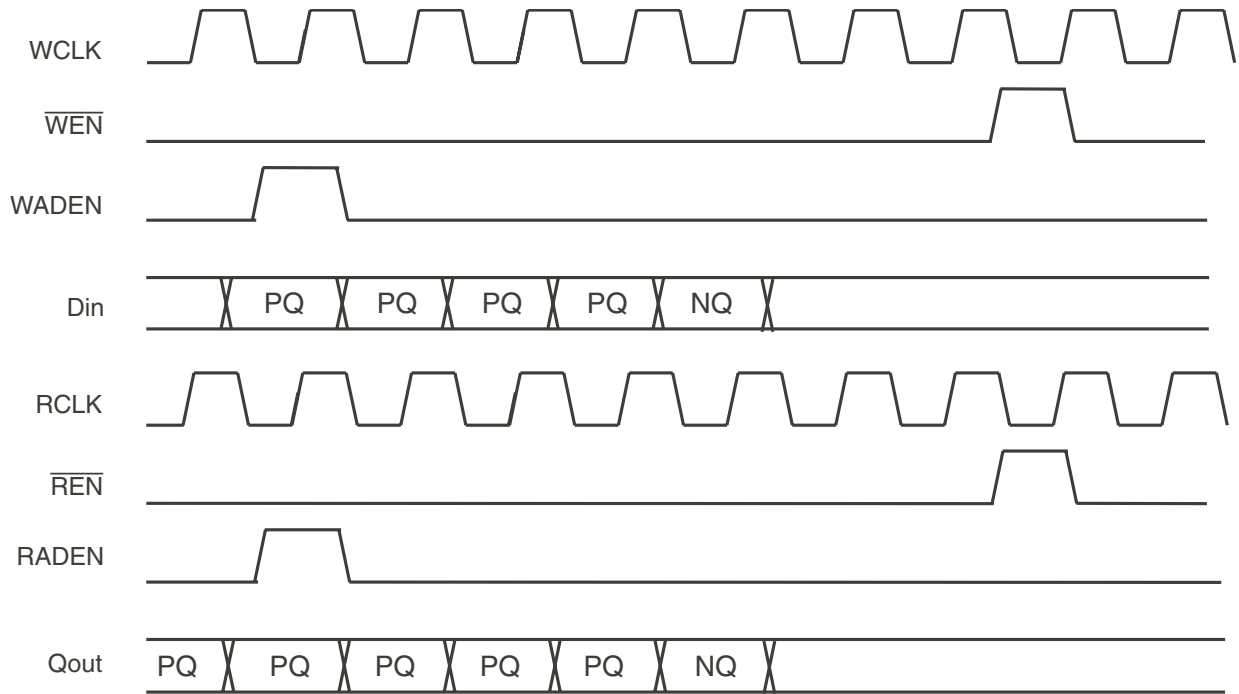 WCLK
WEN
WADEN
Din PQ PQ PQ PQ NQ
RCLK
REN
RADEN
Qout PQ PQ PQ PQ PQ NQ